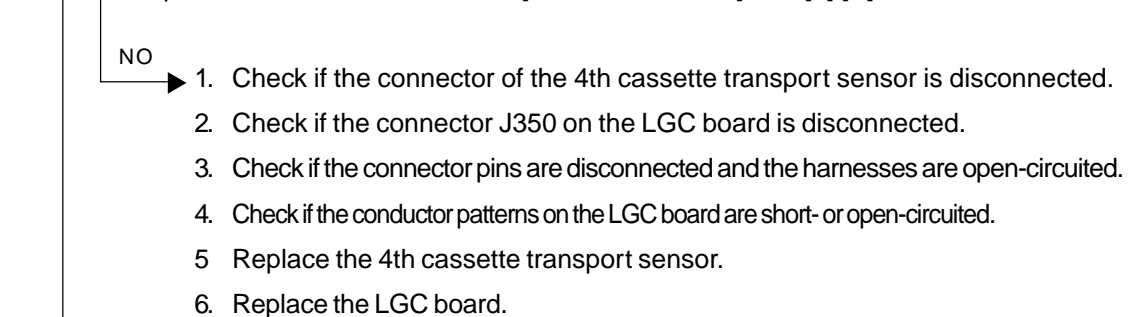 NO
1. Check if the connector of the 4th cassette transport sensor is disconnected.
2. Check if the connector J350 on the LGC board is disconnected.
3. Check if the connector pins are disconnected and the harnesses are open-circuited.
4. Check if the conductor patterns on the LGC board are short- or open-circuited.
5 Replace the 4th cassette transport sensor.
6. Replace the LGC board.